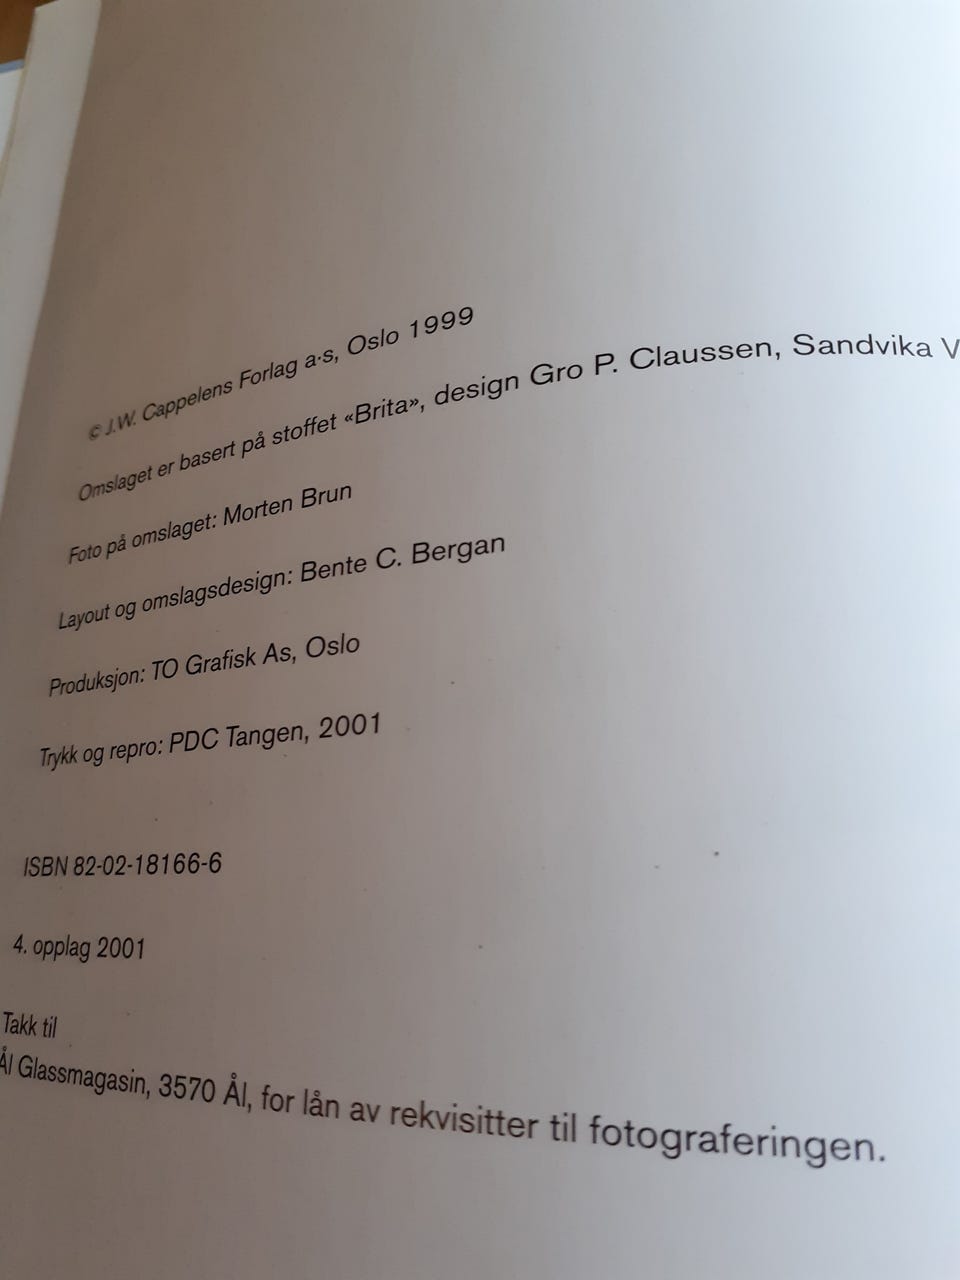 © J.W. Cappelens Forlag a·s, Oslo 1999
Omslaget er basert på stoffet «Brita», design Gro P. Claussen, Sandvika V
Foto på omslaget: Morten Brun
Layout og omslagsdesign: Bente C. Bergan
Produksjon: TO Grafisk As, Oslo
Trykk og repro: PDC Tangen, 2001
ISBN 82-02-18166-6
4. opplag 2001
Takk til
Ål Glassmagasin, 3570 Ål, for lån av rekvisitter til fotograferingen.